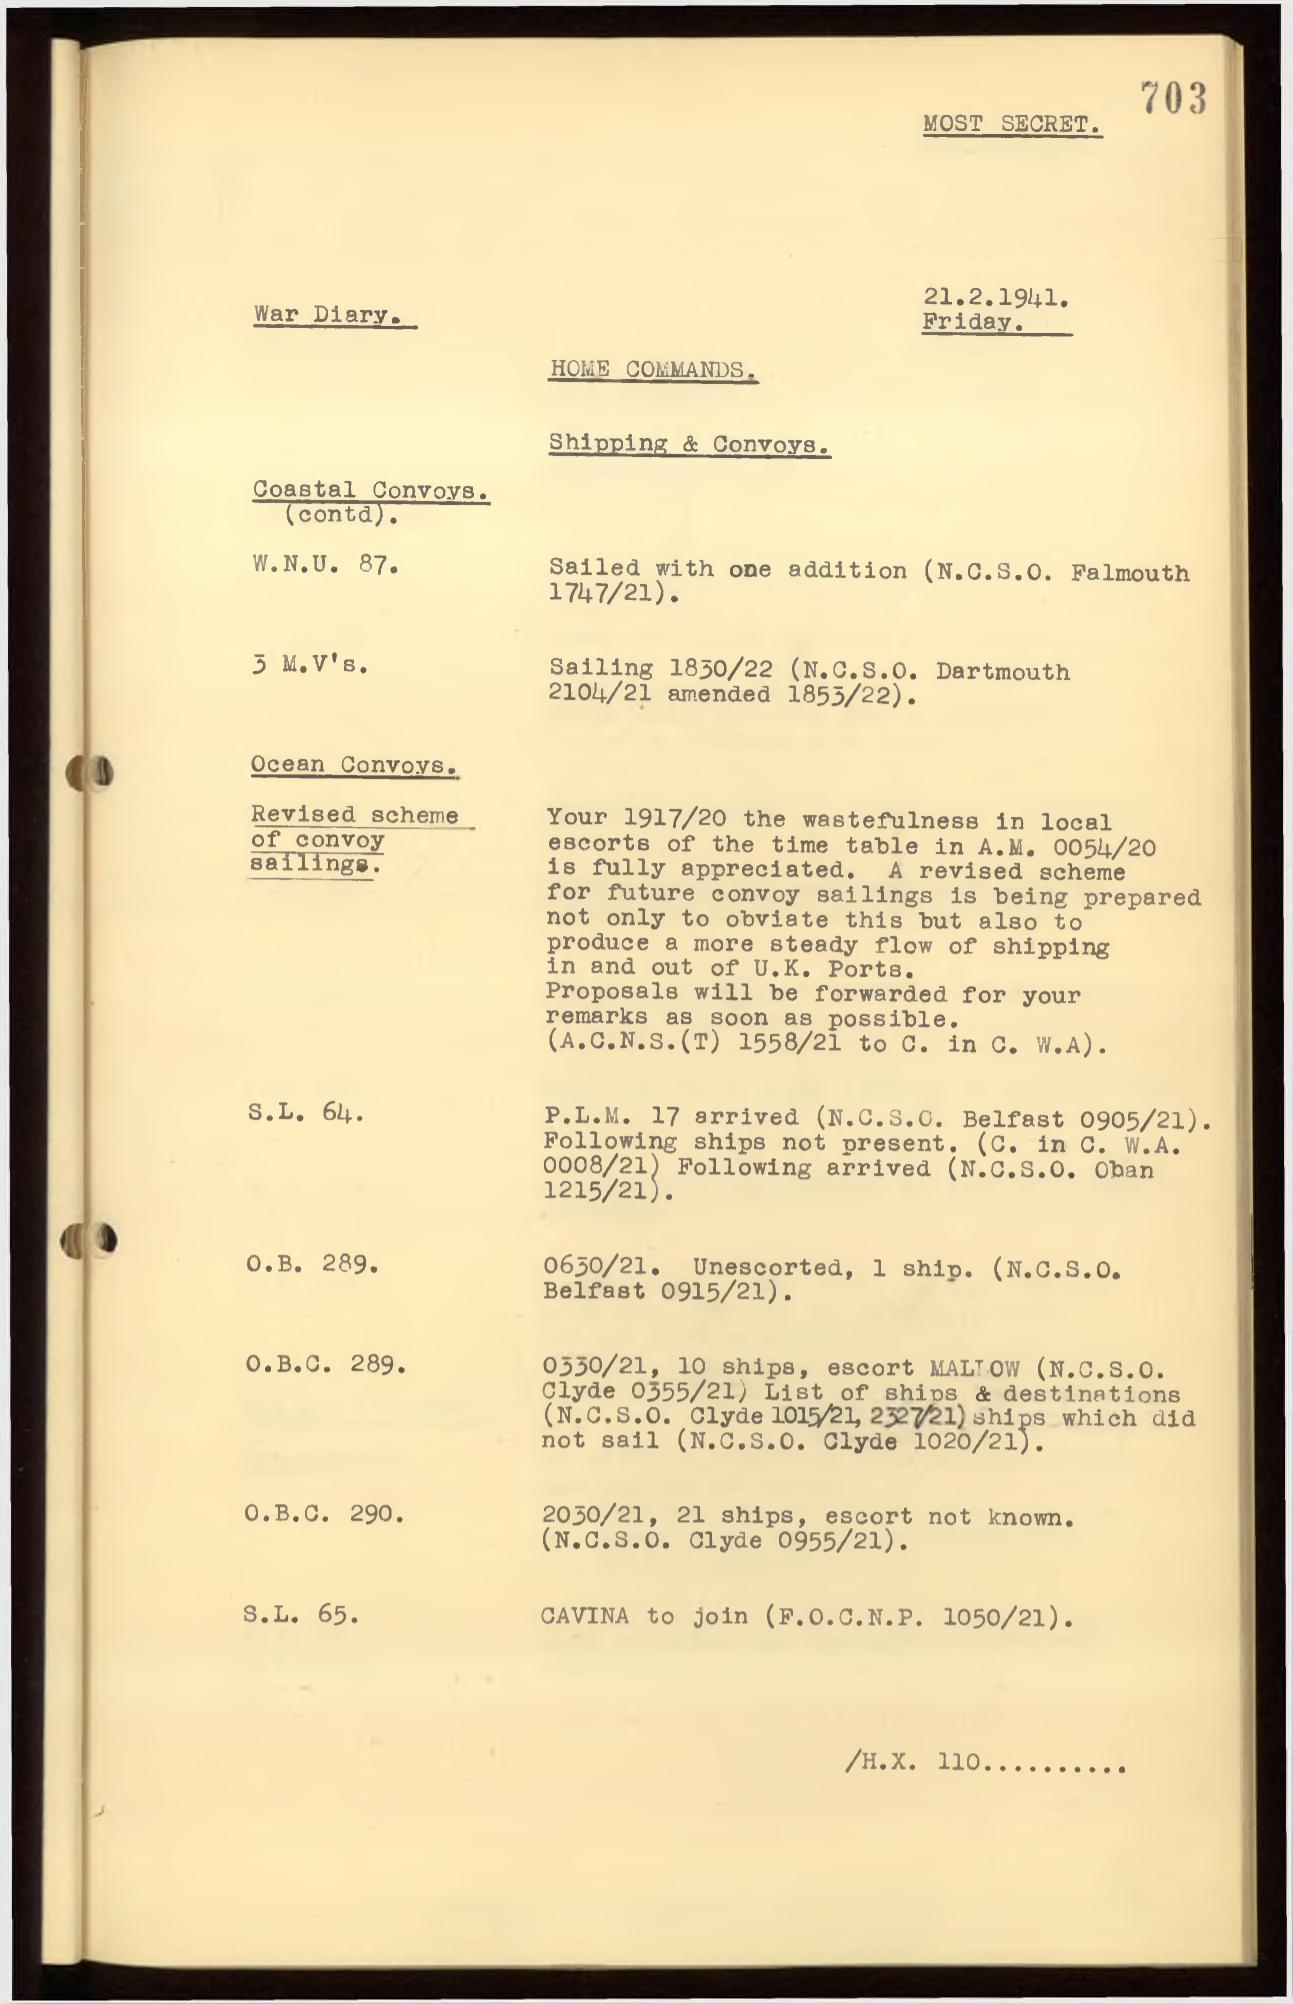 703
MOST SECRET.
War Diary.
21.2.1941.
Friday.
HOME COMMANDS.
Shipping & Convoys.
Coastal Convoys.
(contd).
W.N.U. 87.
Sailed with one addition (N.C.S.O. Falmouth
1747/21).
3 M.V's.
Sailing 1830/22 (N.C.S.O. Dartmouth
2104/21 amended 1853/22).
Ocean Convoys.
Revised scheme
of convoy
sailings.
Your 1917/20 the wastefulness in local
escorts of the time table in A.M. 0054/20
is fully appreciated. A revised scheme
for future convoy sailings is being prepared
not only to obviate this but also to
produce a more steady flow of shipping
in and out of U.K. Ports.
Proposals will be forwarded for your
remarks as soon as possible.
(A.C.N.S.(T) 1558/21 to C. in C. W.A).
S.L. 64.
P.L.M. 17 arrived (N.C.S.O. Belfast 0905/21).
Following ships not present. (C. in C. W.A.
0008/21) Following arrived (N.C.S.O. Oban
1215/21).
O.B. 289.
0630/21. Unescorted, 1 ship. (N.C.S.O.
Belfast 0915/21).
O.B.C. 289.
0330/21, 10 ships, escort MALLOW (N.C.S.O.
Clyde 0355/21) List of ships & destinations
(N.C.S.O. Clyde 1015/21, 2327/21) ships which did
not sail (N.C.S.O. Clyde 1020/21).
O.B.C. 290.
2030/21, 21 ships, escort not known.
(N.C.S.O. Clyde 0955/21).
S.L. 65.
CAVINA to join (F.O.C.N.P. 1050/21).
/H.X. 110..........